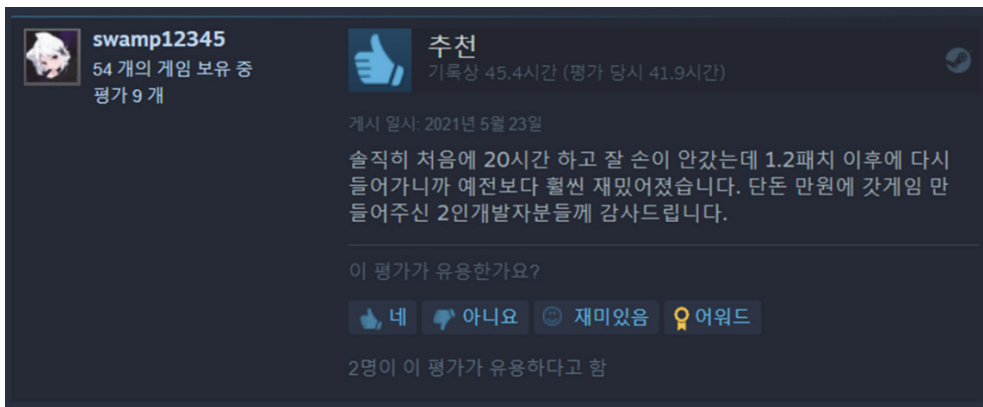 swamp12345
54 개의 게임 보유 중
평가 9 개
추천
기록상 45.4시간 (평가 당시 41.9시간)
게시 일시: 2021년 5월 23일
솔직히 처음에 20시간 하고 잘 손이 안갔는데 1.2패치 이후에 다시
들어가니까 예전보다 훨씬 재밌어졌습니다. 단돈 만원에 갓게임 만
들어주신 2인개발자분들께 감사드립니다.
이 평가가 유용한가요?
네
아니요
재미있음
어워드
2명이 이 평가가 유용하다고 함